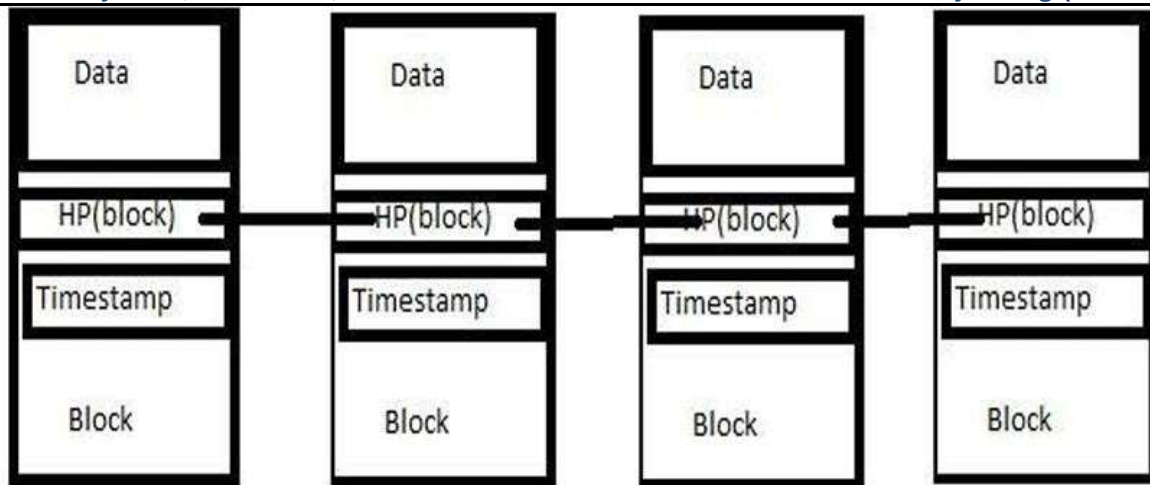 Data Data Data Data
HP(block) HP(block) HP(block) HP(block)
Timestamp Timestamp Timestamp Timestamp
Block Block Block Block